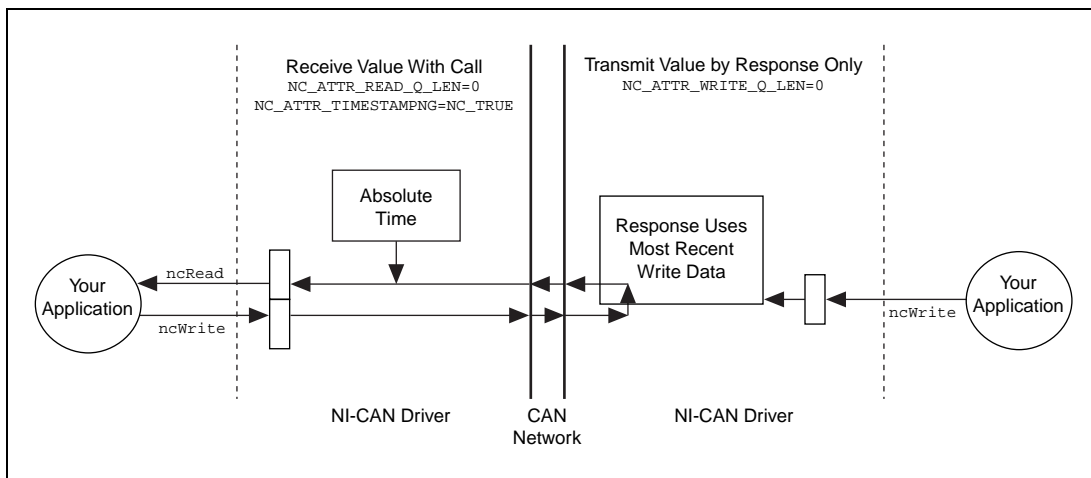 Receive Value With Call
NC_ATTR_READ_Q_LEN=0
NC_ATTR_TIMESTAMPNG=NC_TRUE
Transmit Value by Response Only
NC_ATTR_WRITE_Q_LEN=0
Absolute
Time
Response Uses
Most Recent
Write Data
Your
Application
ncRead
ncWrite
ncWrite
Your
Application
NI-CAN Driver
CAN
Network
NI-CAN Driver